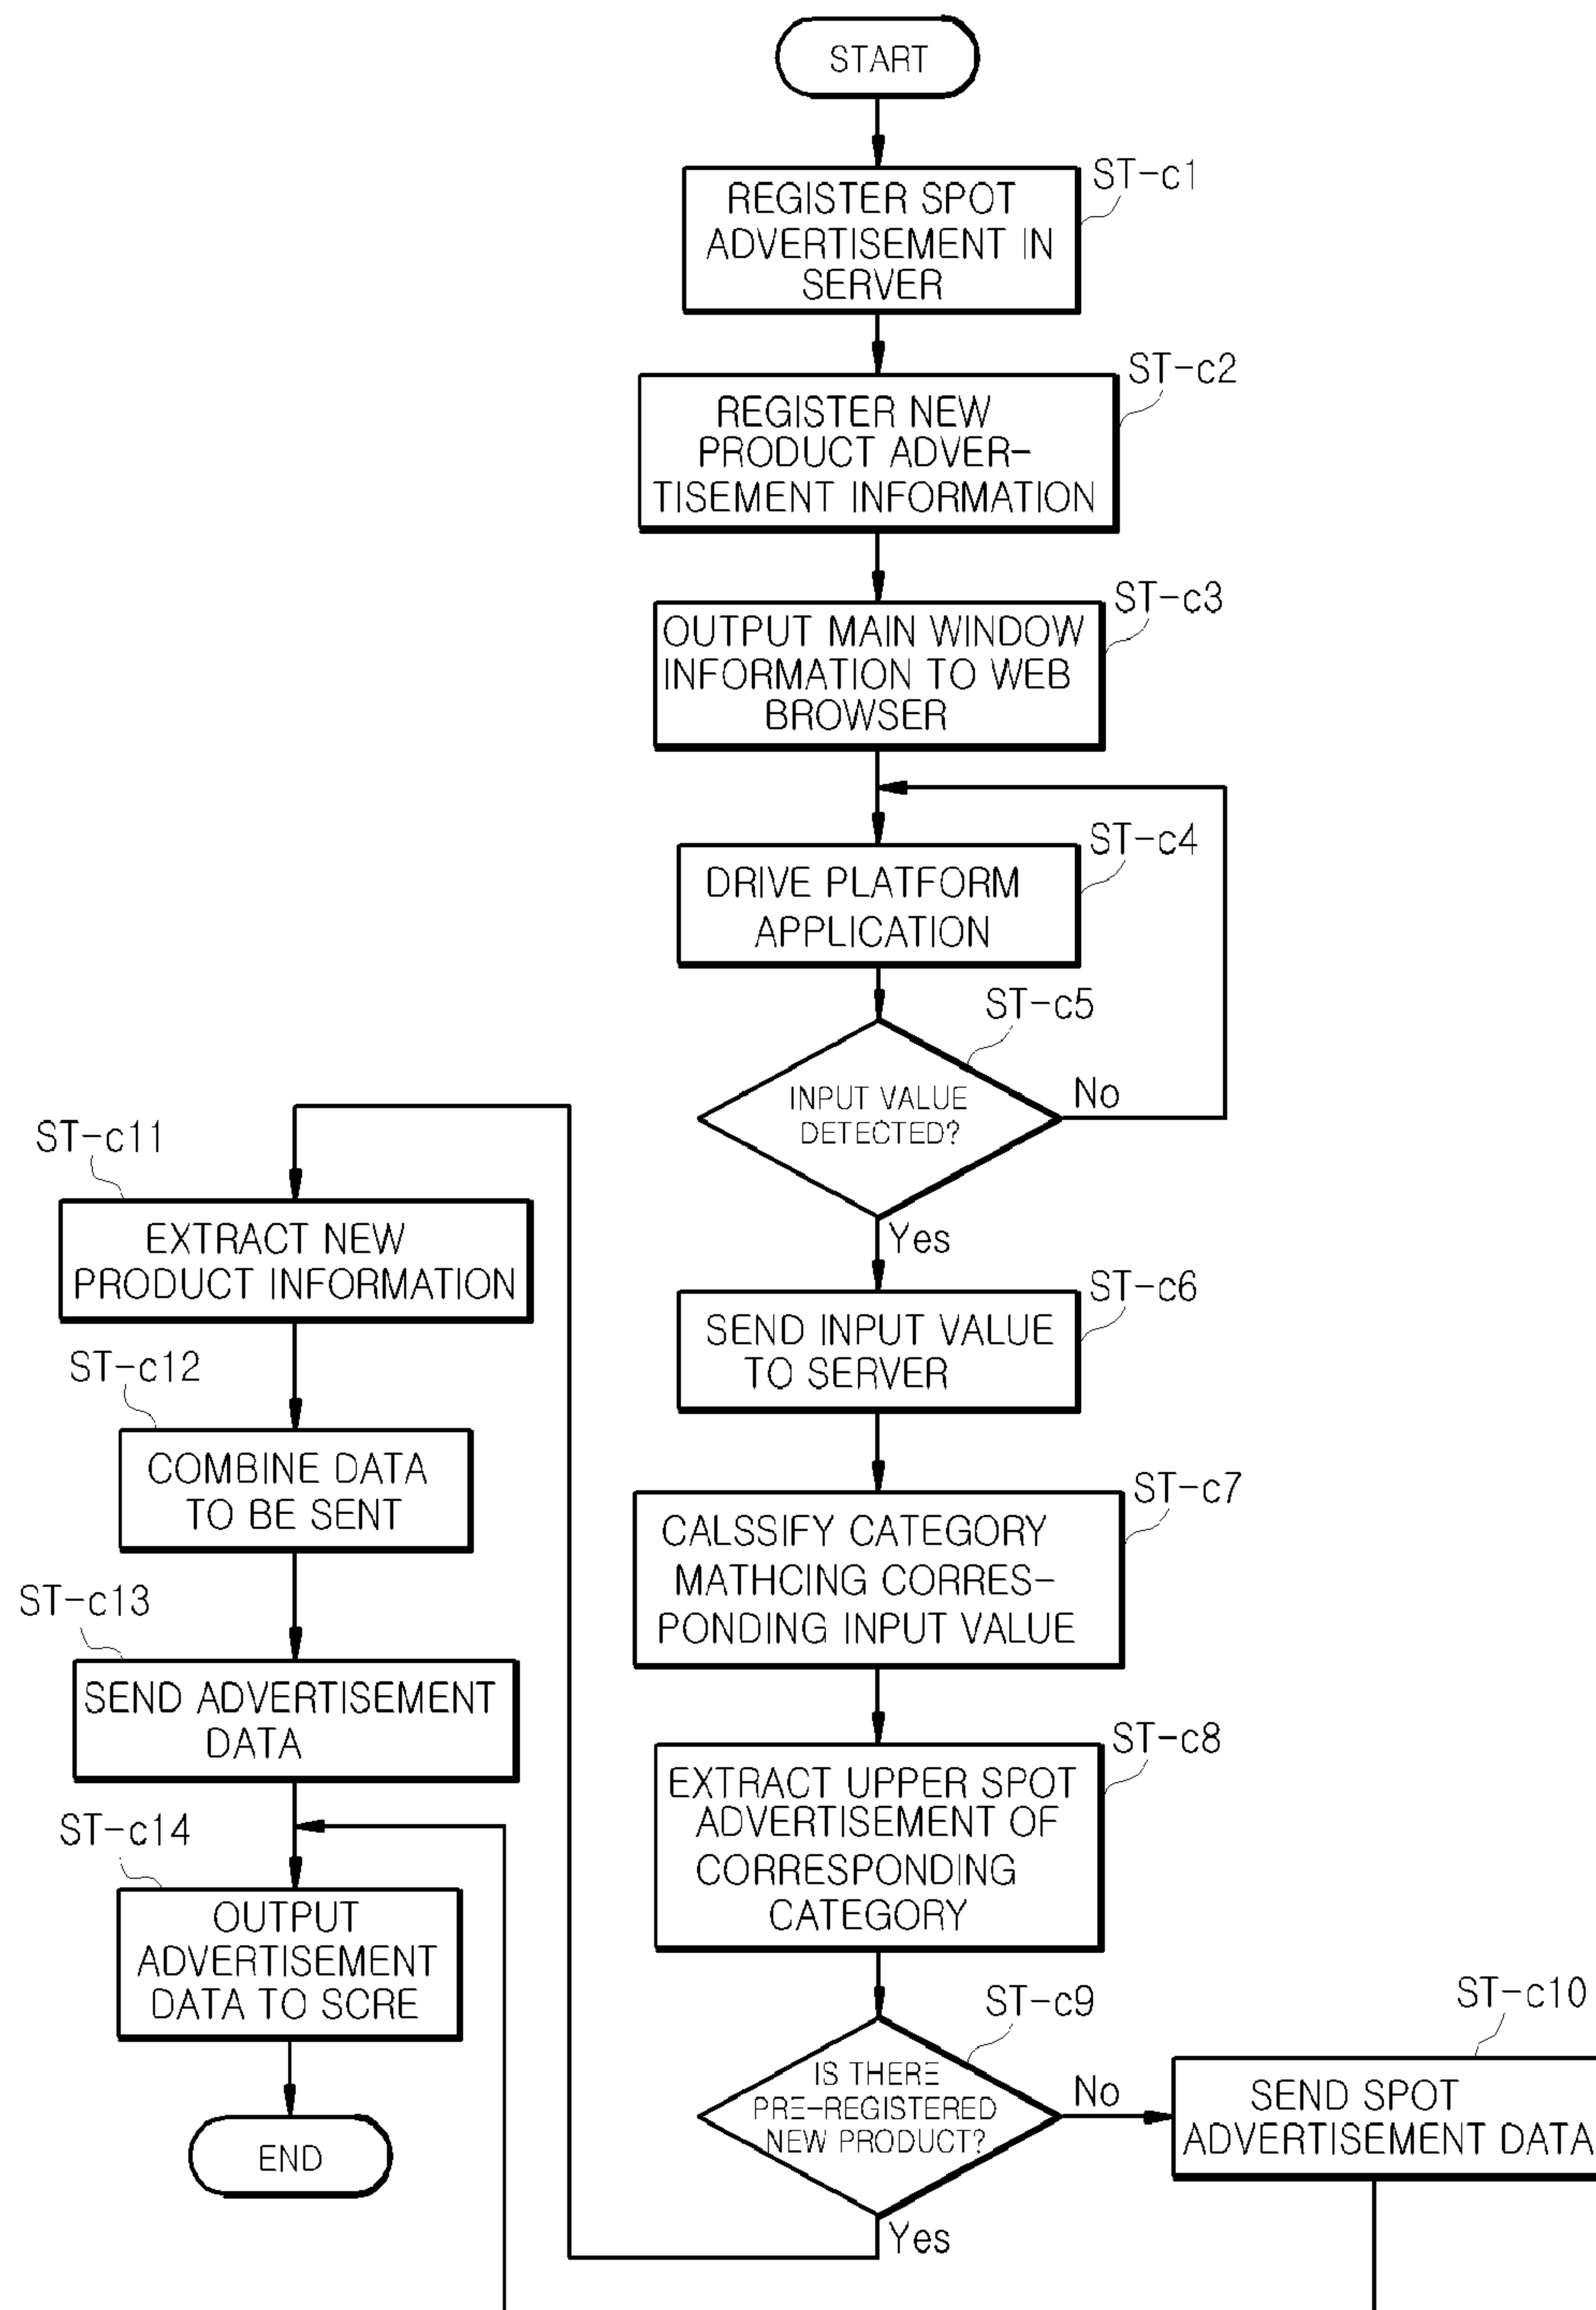 START
ST-c1
REGISTER SPOT
ADVERTISEMENT IN
SERVER
ST-c2
REGISTER NEW
PRODUCT ADVER-
TISEMENT INFORMATION
ST-c3
OUTPUT MAIN WINDOW
INFORMATION TO WEB
BROWSER
ST-c4
DRIVE PLATFORM
APPLICATION
ST-c5
INPUT VALUE
DETECTED?
No
Yes
ST-c6
SEND INPUT VALUE
TO SERVER
ST-c7
CALSSIFY CATEGORY
MATHCING CORRES-
PONDING INPUT VALUE
ST-c8
EXTRACT UPPER SPOT
ADVERTISEMENT OF
CORRESPONDING
CATEGORY
ST-c9
IS THERE
PRE-REGISTERED
NEW PRODUCT?
No
Yes
ST-c10
SEND SPOT
ADVERTISEMENT DATA
ST-c11
EXTRACT NEW
PRODUCT INFORMATION
ST-c12
COMBINE DATA
TO BE SENT
ST-c13
SEND ADVERTISEMENT
DATA
ST-c14
OUTPUT
ADVERTISEMENT
DATA TO SCRE
END